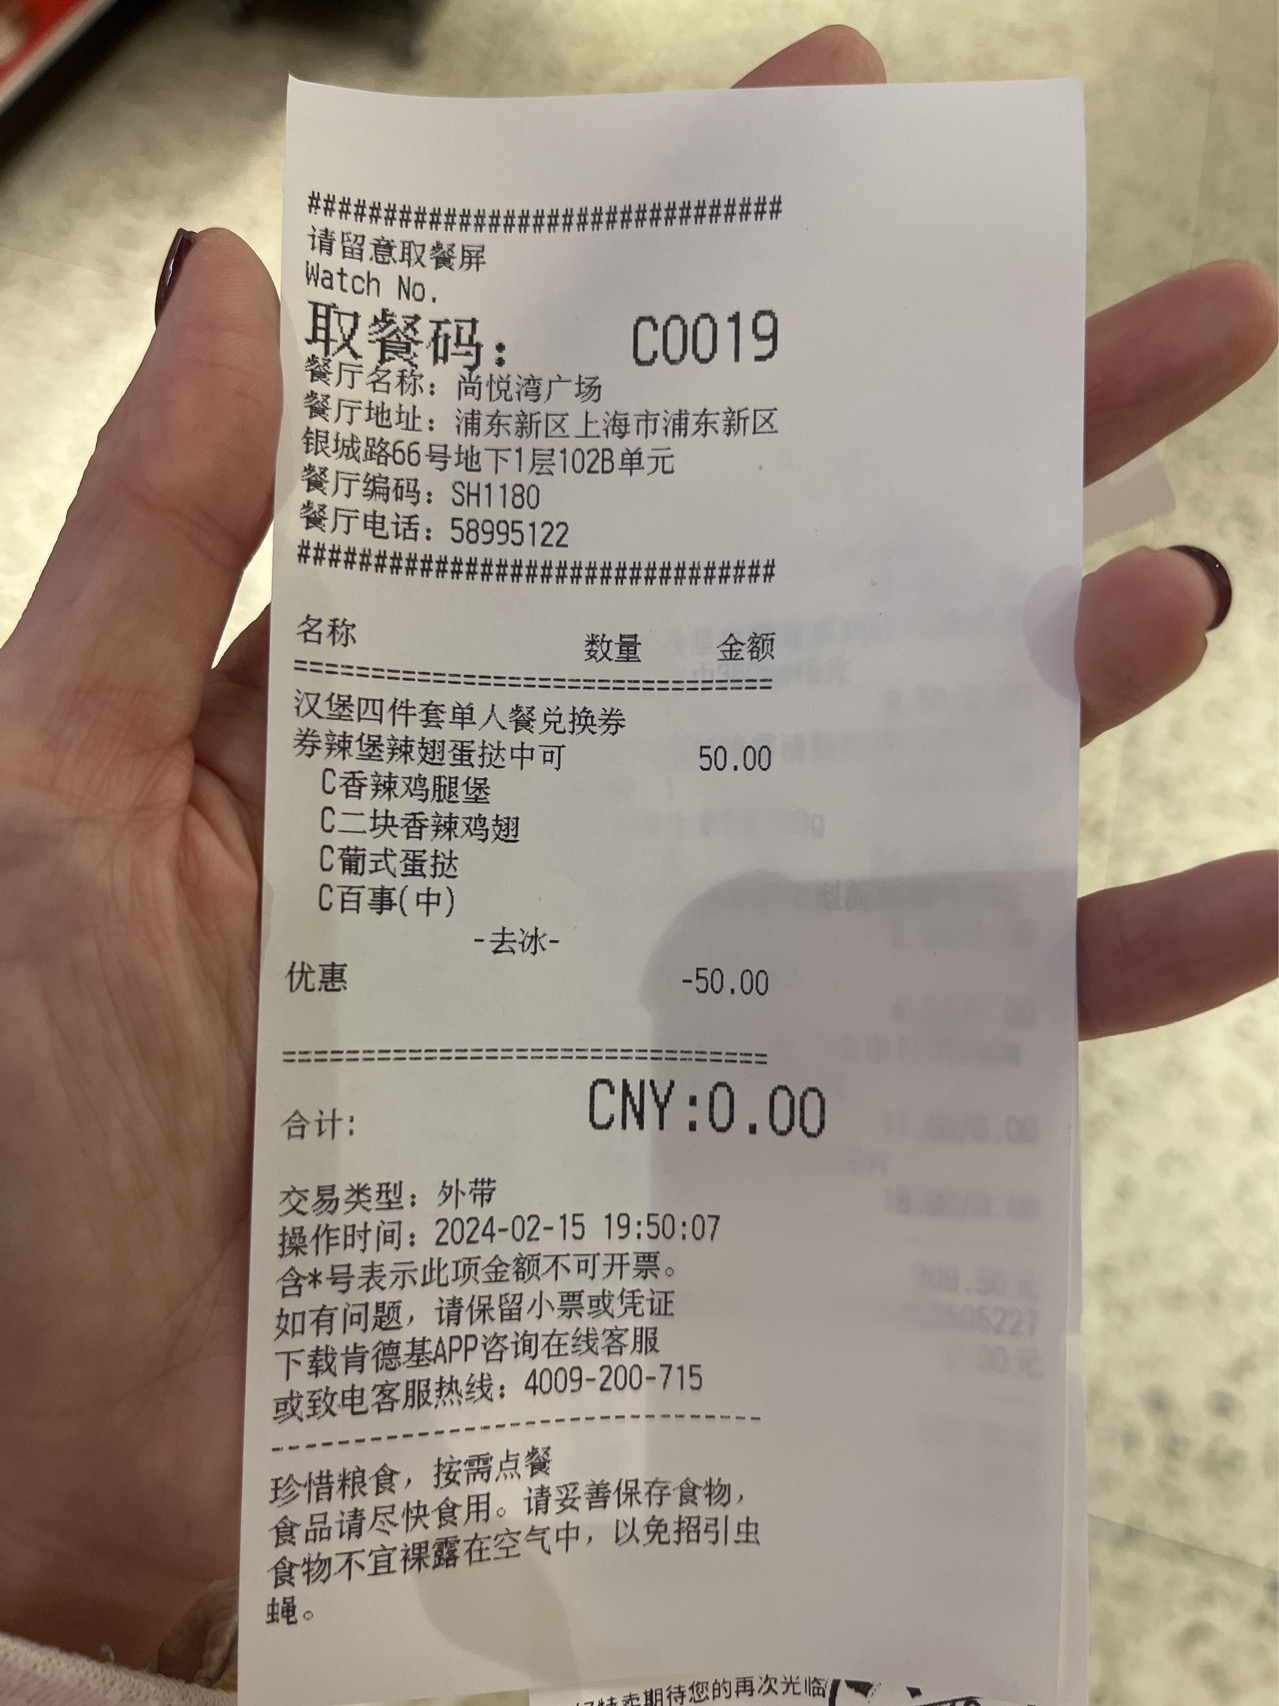 ################################
请留意取餐屏
Watch No.
取餐码： C0019
餐厅名称：尚悦湾广场
餐厅地址：浦东新区上海市浦东新区
银城路66号地下1层102B单元
餐厅编码：SH1180
餐厅电话：58995122
################################
名称 数量 金额
================================
汉堡四件套单人餐兑换券
券辣堡辣翅蛋挞中可 50.00
C香辣鸡腿堡
C二块香辣鸡翅
C葡式蛋挞
C百事(中)
-去冰-
优惠 -50.00
================================
合计: CNY:0.00
交易类型：外带
操作时间：2024-02-15 19:50:07
含*号表示此项金额不可开票。
如有问题，请保留小票或凭证
下载肯德基APP咨询在线客服
或致电客服热线：4009-200-715
--------------------------------
珍惜粮食，按需点餐
食品请尽快食用。请妥善保存食物，
食物不宜裸露在空气中，以免招引虫
蝇。
特卖期待您的再次光临